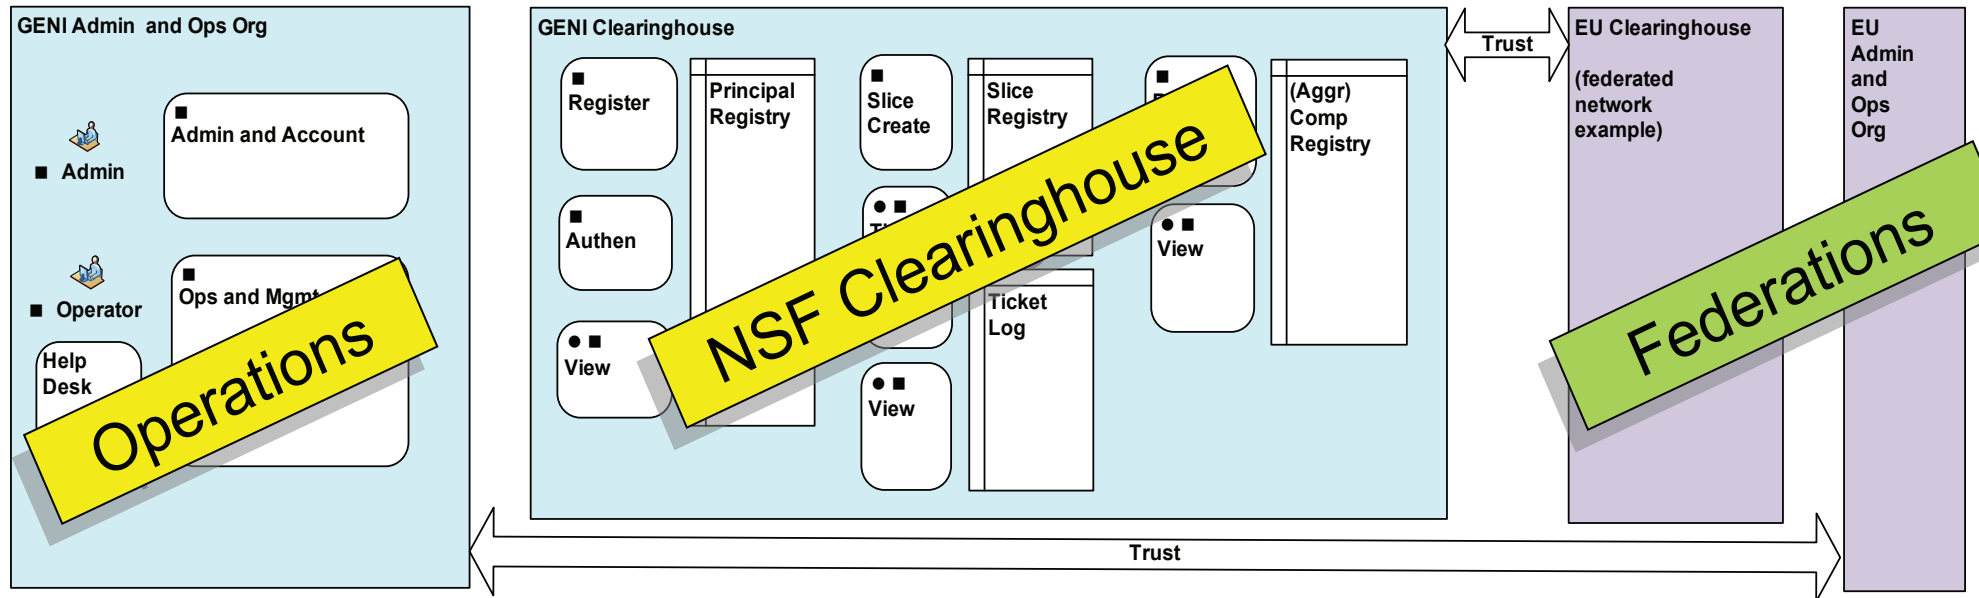 GENI Admin and Ops Org
Admin and Account
Admin
Ops and Mgmt
Operator
Help
Desk
Operations
GENI Clearinghouse
Register
Principal
Registry
Authen
View
Slice
Create
Slice
Registry
Ticket
Log
View
(Aggr)
Comp
Registry
View
NSF Clearinghouse
Trust
EU Clearinghouse
(federated
network
example)
EU
Admin
and
Ops
Org
Federations
Trust